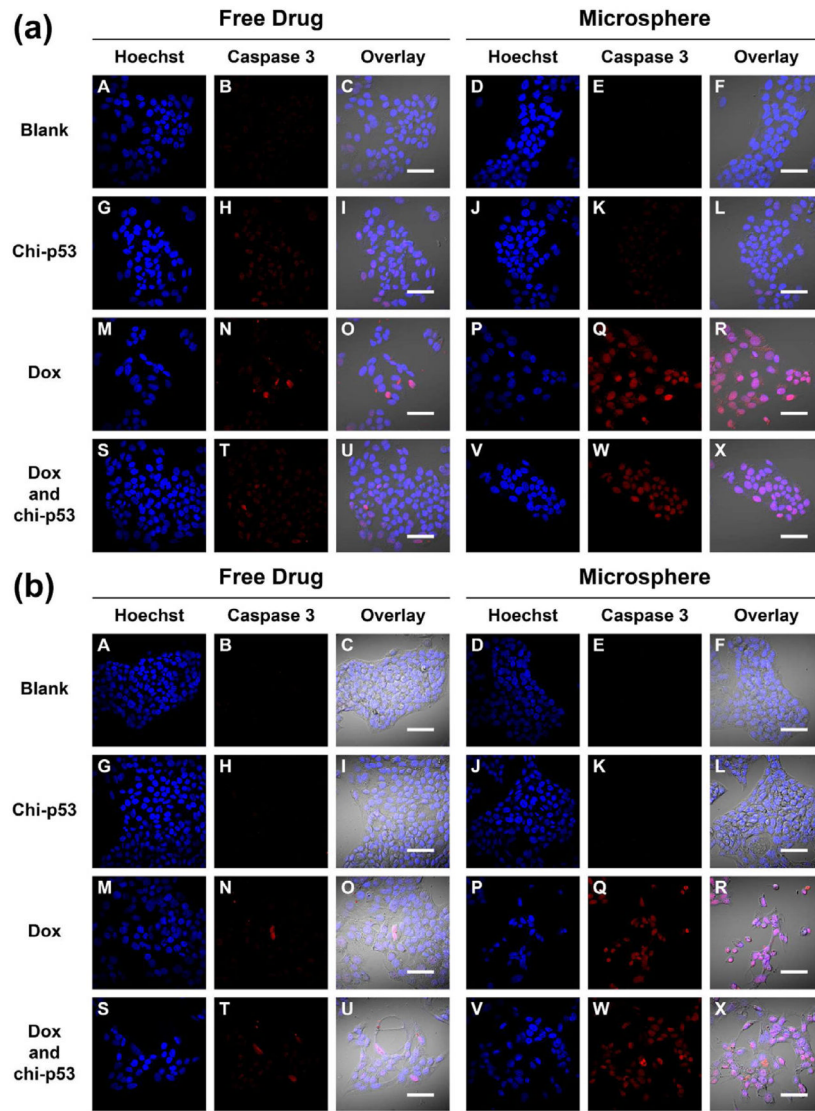 (a)
Free Drug Microsphere
Hoechst Caspase 3 Overlay Hoechst Caspase 3 Overlay
Blank A B C D E F
Chi-p53 G H I J K L
Dox M N O P Q R
Dox and chi-p53 S T U V W X
(b)
Free Drug Microsphere
Hoechst Caspase 3 Overlay Hoechst Caspase 3 Overlay
Blank A B C D E F
Chi-p53 G H I J K L
Dox M N O P Q R
Dox and chi-p53 S T U V W X